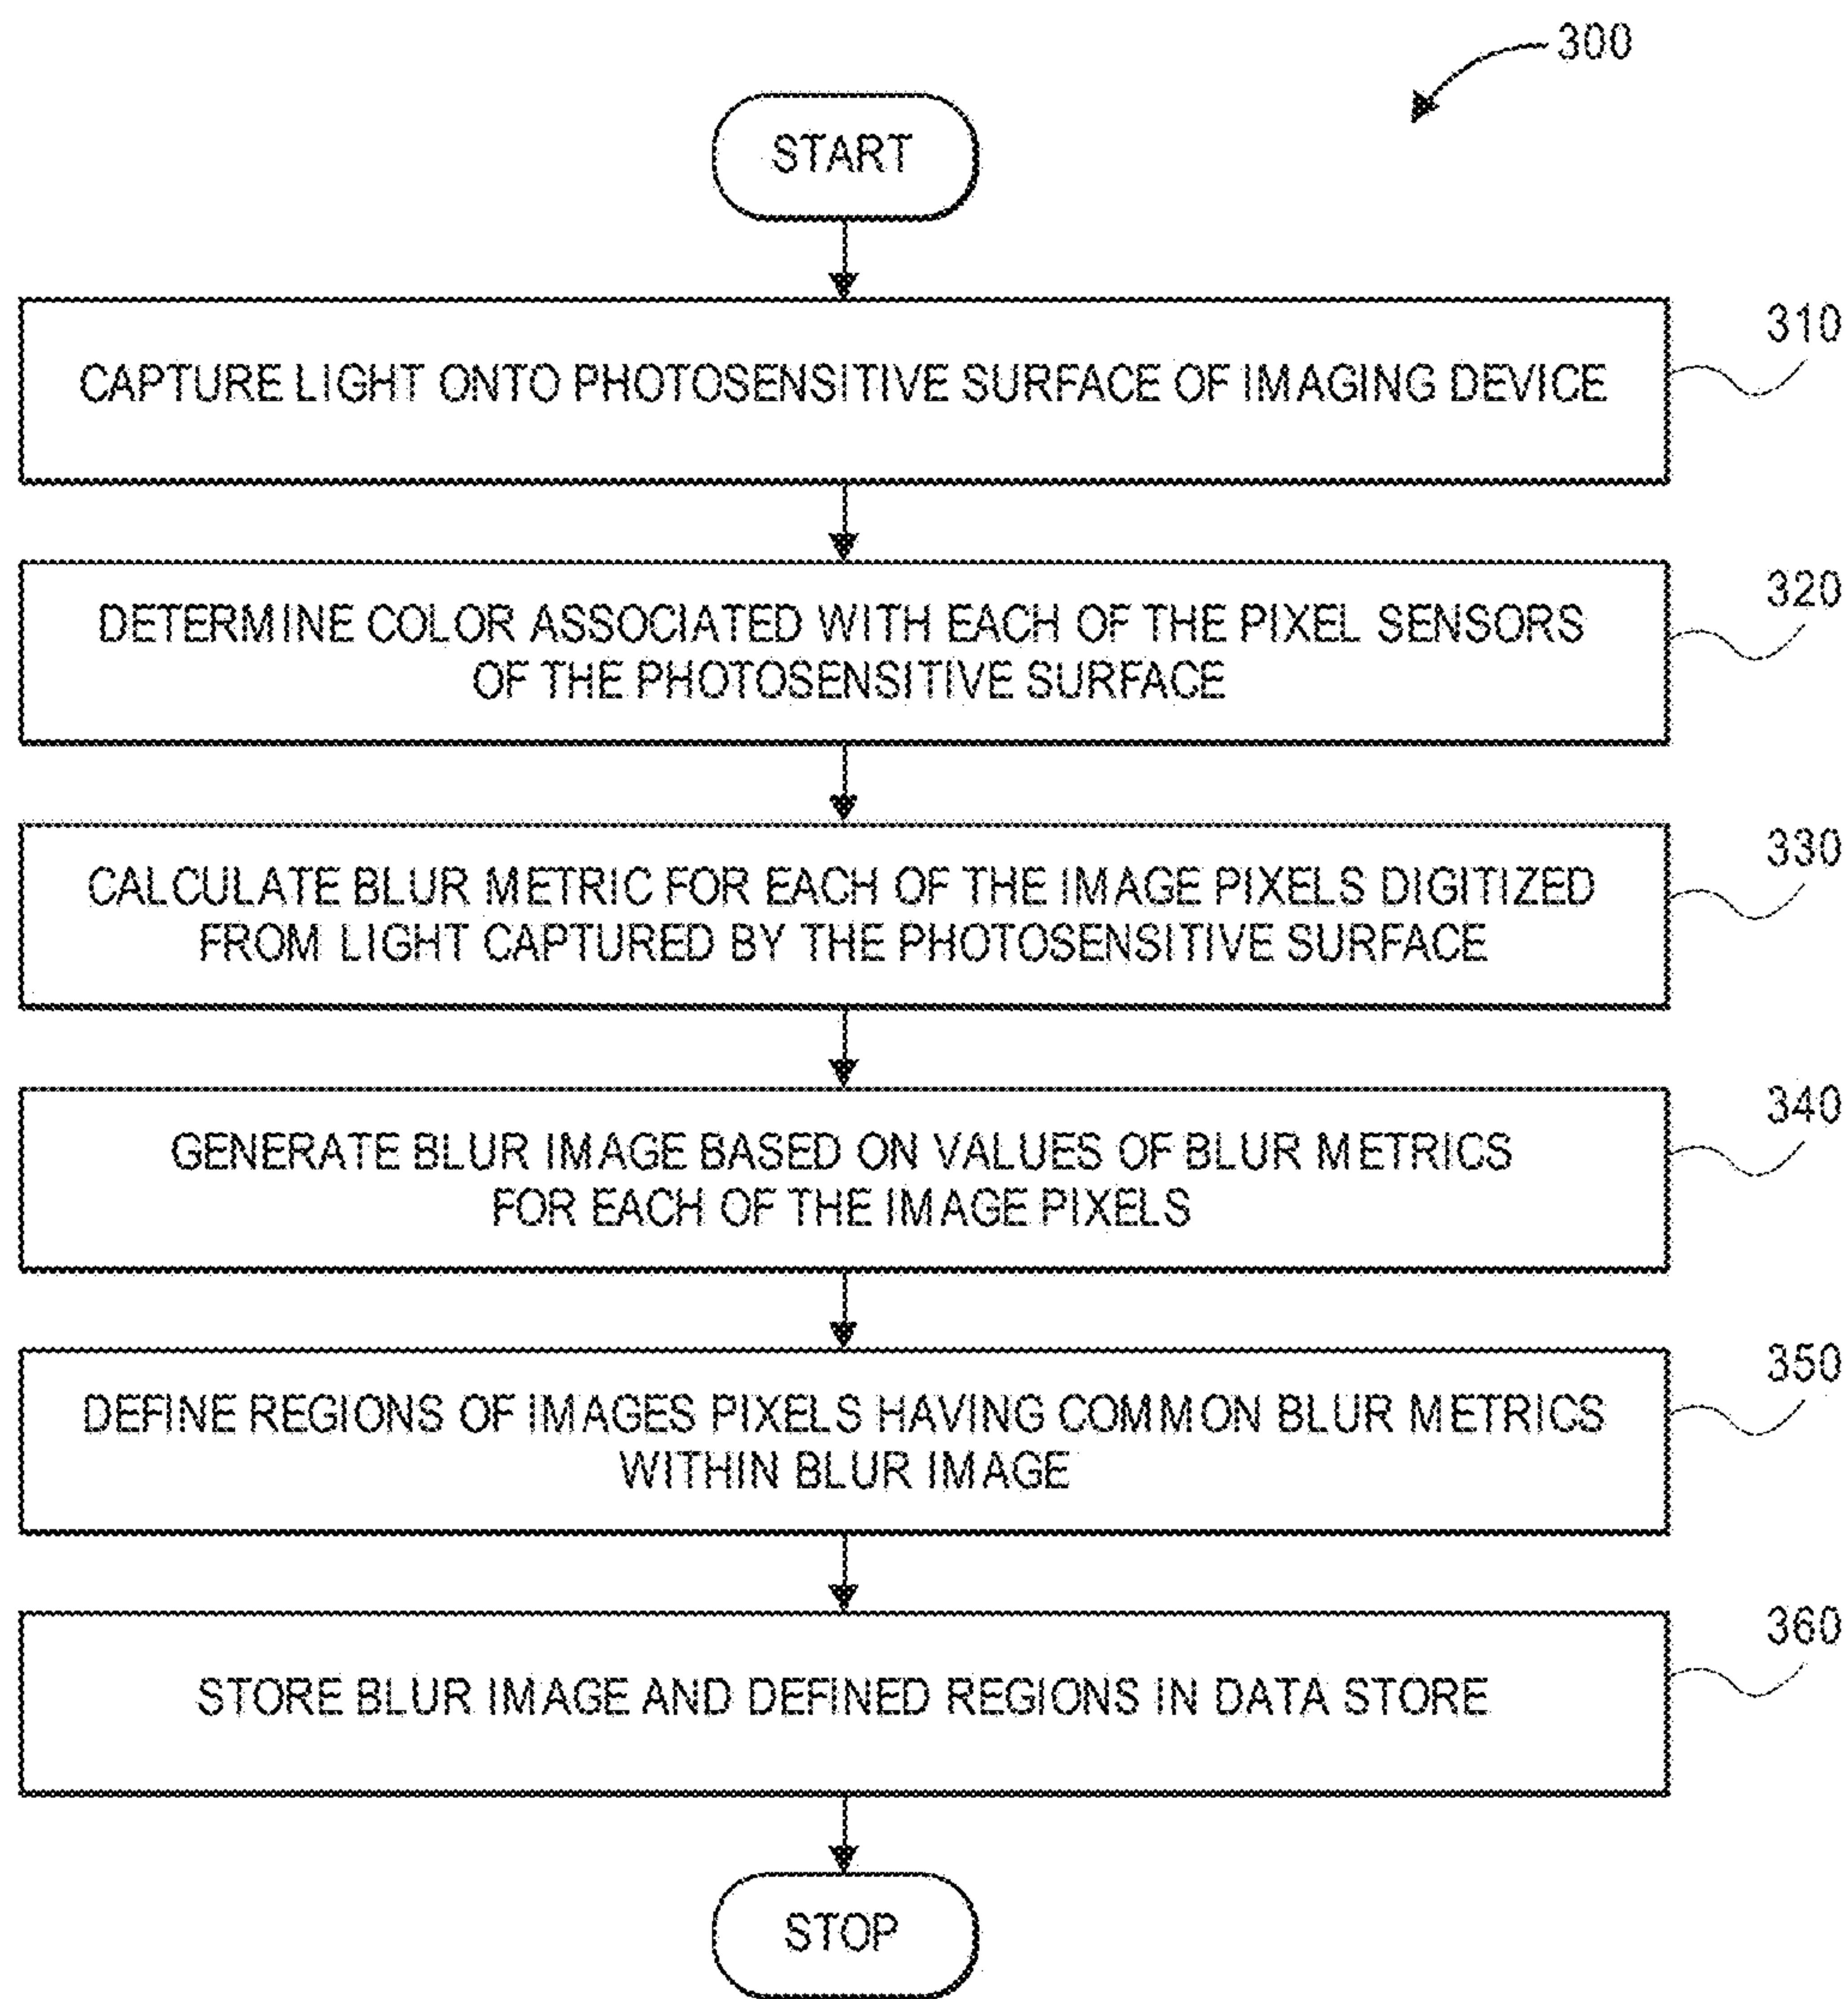 300
START
310
CAPTURE LIGHT ONTO PHOTOSENSITIVE SURFACE OF IMAGING DEVICE
320
DETERMINE COLOR ASSOCIATED WITH EACH OF THE PIXEL SENSORS
OF THE PHOTOSENSITIVE SURFACE
330
CALCULATE BLUR METRIC FOR EACH OF THE IMAGE PIXELS DIGITIZED
FROM LIGHT CAPTURED BY THE PHOTOSENSITIVE SURFACE
340
GENERATE BLUR IMAGE BASED ON VALUES OF BLUR METRICS
FOR EACH OF THE IMAGE PIXELS
350
DEFINE REGIONS OF IMAGES PIXELS HAVING COMMON BLUR METRICS
WITHIN BLUR IMAGE
360
STORE BLUR IMAGE AND DEFINED REGIONS IN DATA STORE
STOP